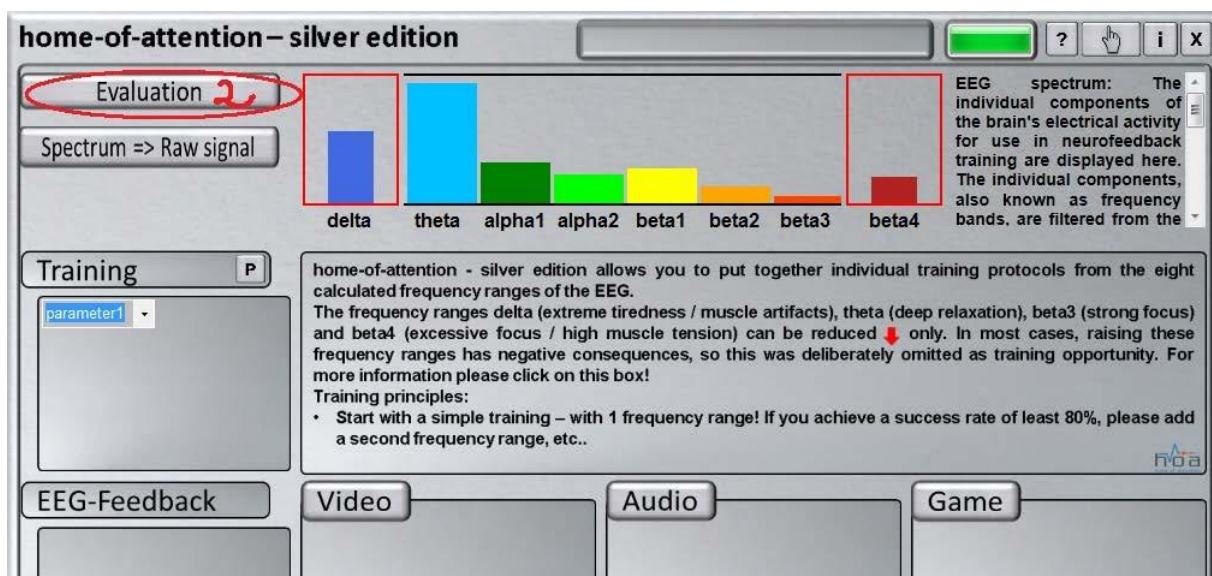 home-of-attention – silver edition
? i X
Evaluation 2
Spectrum => Raw signal
delta theta alpha1 alpha2 beta1 beta2 beta3 beta4
EEG spectrum: The
individual components of
the brain's electrical activity
for use in neurofeedback
training are displayed here.
The individual components,
also known as frequency
bands, are filtered from the
Training P
parameter1
home-of-attention - silver edition allows you to put together individual training protocols from the eight
calculated frequency ranges of the EEG.
The frequency ranges delta (extreme tiredness / muscle artifacts), theta (deep relaxation), beta3 (strong focus)
and beta4 (excessive focus / high muscle tension) can be reduced only. In most cases, raising these
frequency ranges has negative consequences, so this was deliberately omitted as training opportunity. For
more information please click on this box!
Training principles:
• Start with a simple training – with 1 frequency range! If you achieve a success rate of least 80%, please add
a second frequency range, etc..
hoa
EEG-Feedback
Video
Audio
Game